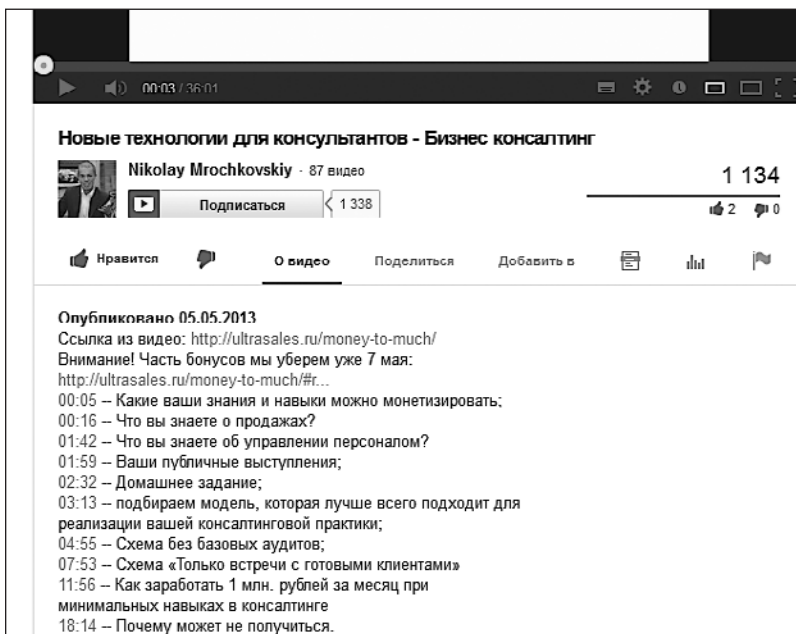 00:03 / 36:01
Новые технологии для консультантов - Бизнес консалтинг
Nikolay Mrochkovskiy · 87 видео
1 134
Подписаться 1 338
2 0
Нравится О видео Поделиться Добавить в
Опубликовано 05.05.2013
Ссылка из видео: http://ultrasales.ru/money-to-much/
Внимание! Часть бонусов мы уберем уже 7 мая:
http://ultrasales.ru/money-to-much/#r...
00:05 -- Какие ваши знания и навыки можно монетизировать;
00:16 -- Что вы знаете о продажах?
01:42 -- Что вы знаете об управлении персоналом?
01:59 -- Ваши публичные выступления;
02:32 -- Домашнее задание;
03:13 -- подбираем модель, которая лучше всего подходит для
реализации вашей консалтинговой практики;
04:55 -- Схема без базовых аудитов;
07:53 -- Схема «Только встречи с готовыми клиентами»
11:56 -- Как заработать 1 млн. рублей за месяц при
минимальных навыках в консалтинге
18:14 -- Почему может не получиться.